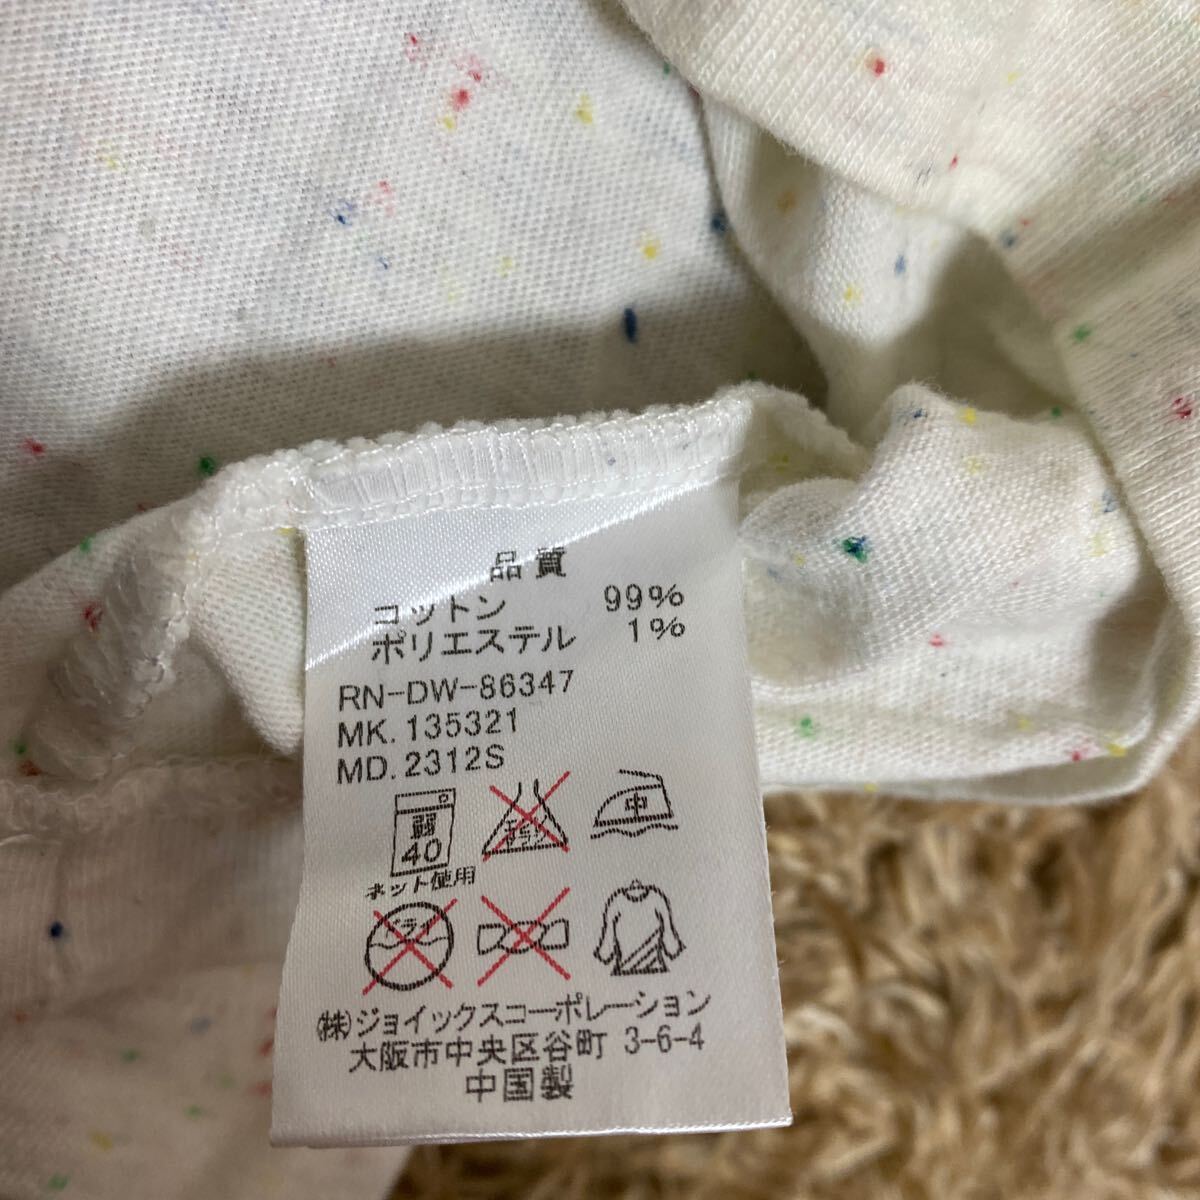 品質
コットン 99%
ポリエステル 1%
RN-DW-86347
MK. 135321
MD. 2312S
弱
40
中
ネット使用
ドライ
㈱ジョイックスコーポレーション
大阪市中央区谷町 3-6-4
中国製